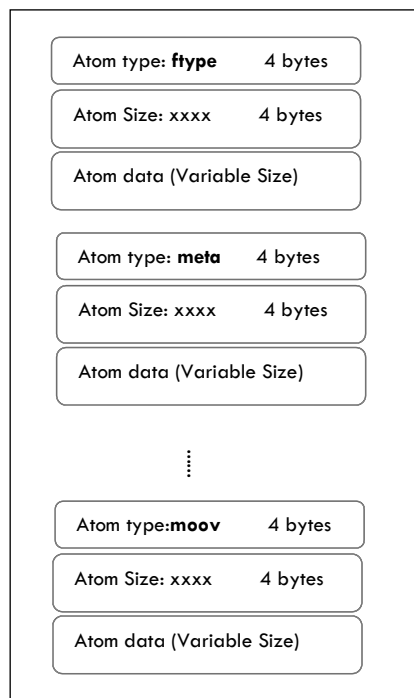 Atom type: ftype 4 bytes
Atom Size: xxxx 4 bytes
Atom data (Variable Size)
Atom type: meta 4 bytes
Atom Size: xxxx 4 bytes
Atom data (Variable Size)
Atom type:moov 4 bytes
Atom Size: xxxx 4 bytes
Atom data (Variable Size)